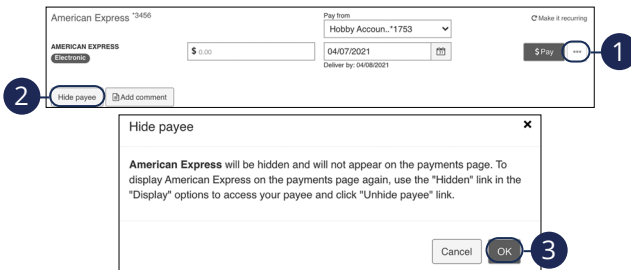 American Express *3456
Pay from
Make it recurring
Hobby Accoun..*1753
AMERICAN EXPRESS
Electronic
$ 0.00
04/07/2021
Deliver by: 04/08/2021
$ Pay
...
1
2
Hide payee
Add comment
Hide payee
×
American Express will be hidden and will not appear on the payments page. To
display American Express on the payments page again, use the "Hidden" link in the
"Display" options to access your payee and click "Unhide payee" link.
Cancel
OK
3